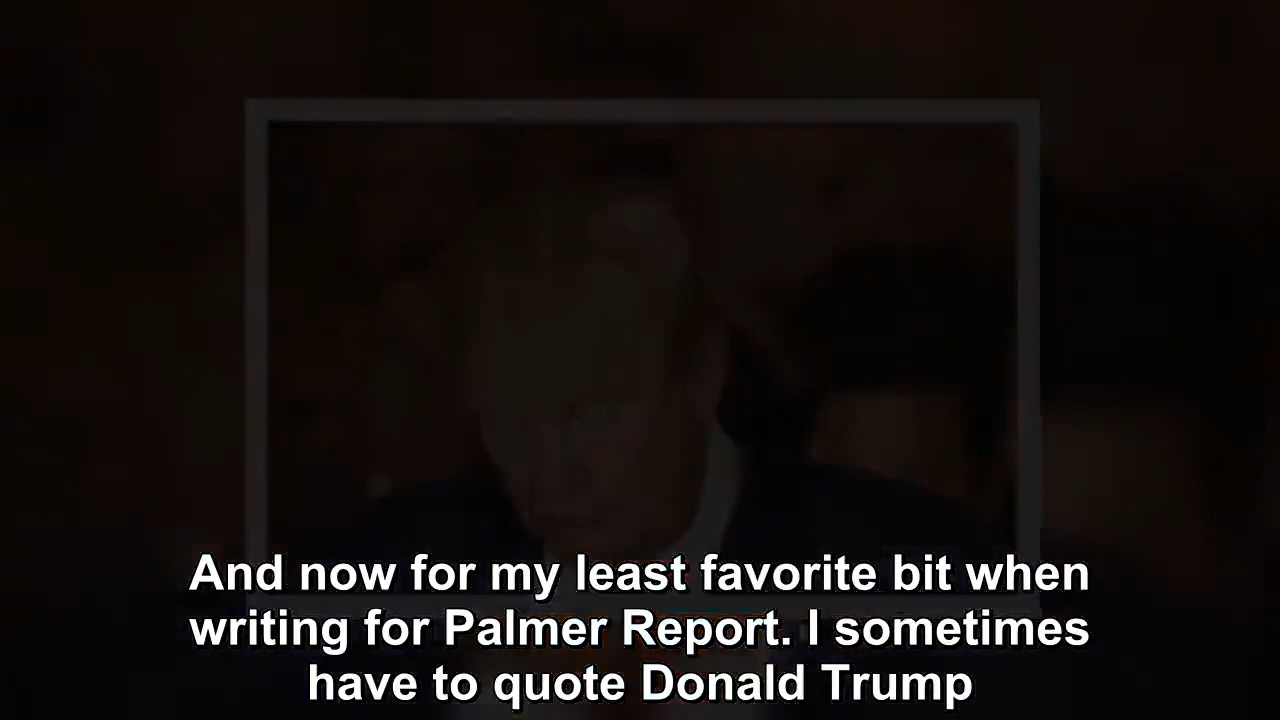 And now for my least favorite bit when
writing for Palmer Report. I sometimes
have to quote Donald Trump